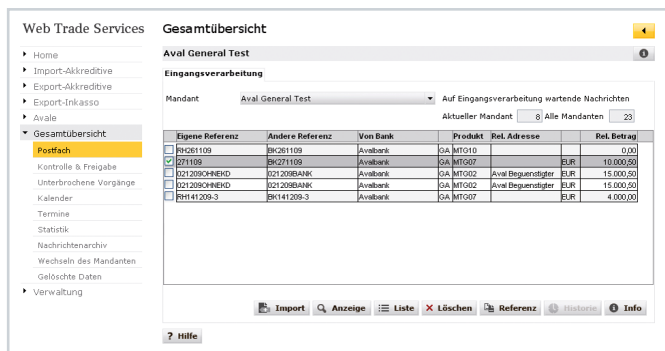 Web Trade Services
Gesamtübersicht
Home
Import-Akkreditive
Export-Akkreditive
Export-Inkasso
Avale
Gesamtübersicht
Postfach
Kontrolle & Freigabe
Unterbrochene Vorgänge
Kalender
Termine
Statistik
Nachrichtenarchiv
Wechseln des Mandanten
Gelöschte Daten
Verwaltung
Aval General Test
Eingangsverarbeitung
Mandant Aval General Test Auf Eingangsverarbeitung wartende Nachrichten
Aktueller Mandant 8 Alle Mandanten 23
Eigene Referenz Andere Referenz Von Bank Produkt Rel. Adresse Rel. Betrag
RH261109 BK261109 Avalbank GA MTG10 0,00
271109 BK271109 Avalbank GA MTG07 EUR 10.000,50
021209OHNEKD 021209BANK Avalbank GA MTG02 Aval Beguenstigter EUR 15.000,50
021209OHNEKD 021209BANK Avalbank GA MTG02 Aval Beguenstigter EUR 15.000,50
RH141209-3 BK141209-3 Avalbank GA MTG07 EUR 4.000,00
Import Anzeige Liste Löschen Referenz Historie Info
? Hilfe